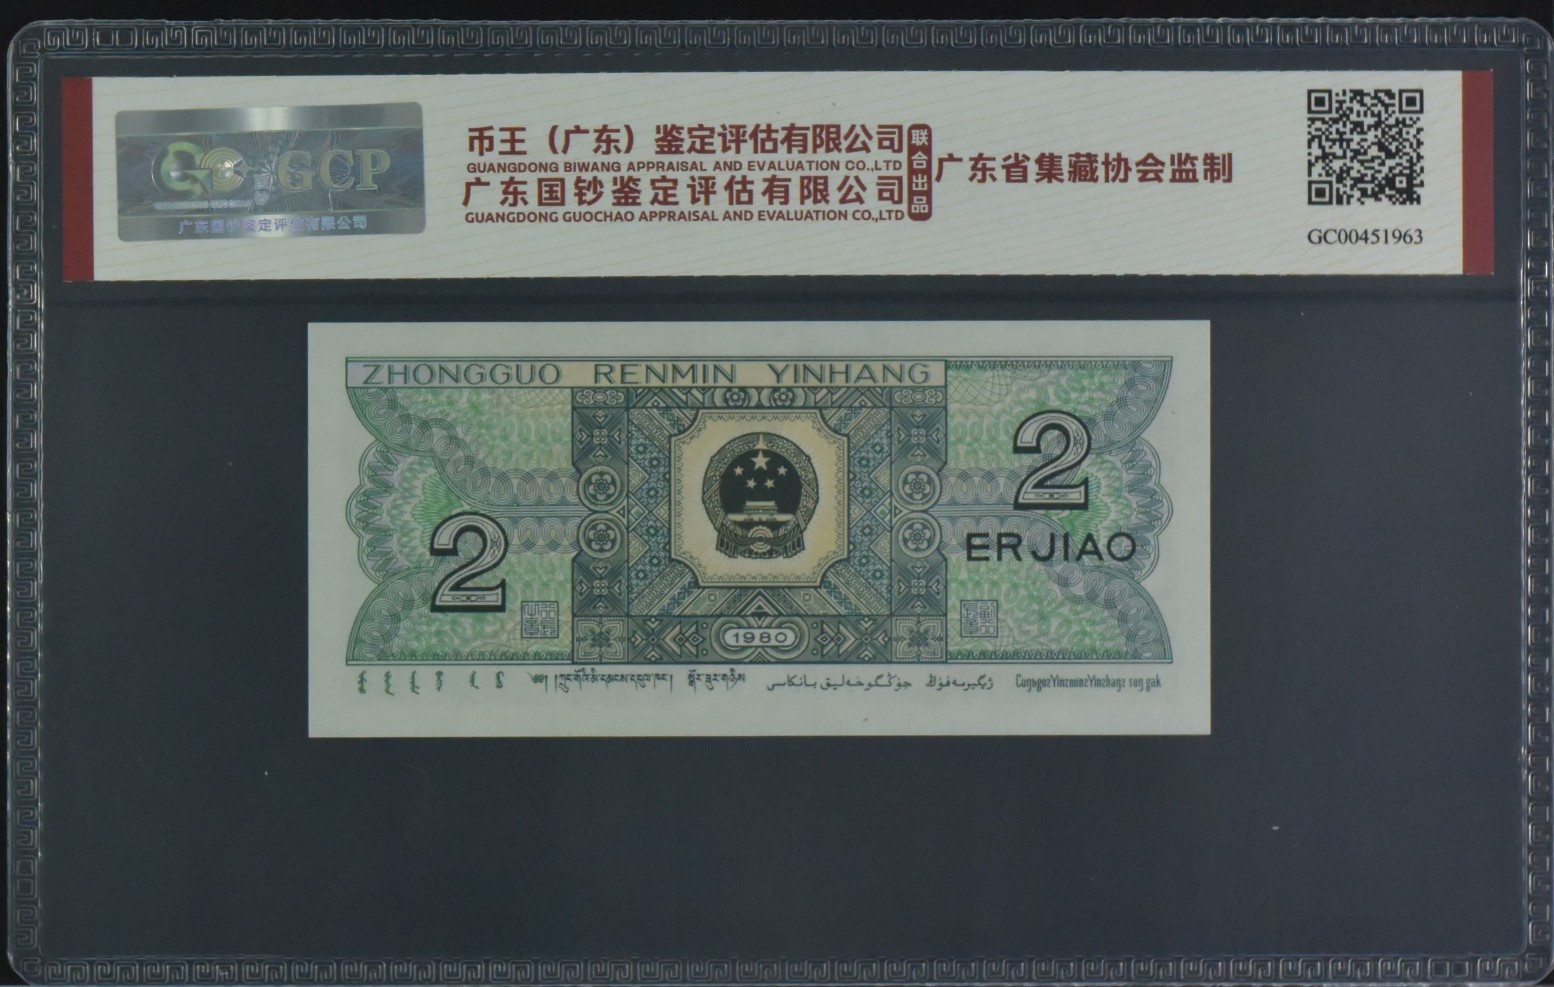 GCP
广东国钞鉴定评估有限公司
币王（广东）鉴定评估有限公司
GUANGDONG BIWANG APPRAISAL AND EVALUATION CO.,LTD
广东国钞鉴定评估有限公司
GUANGDONG GUOCHAO APPRAISAL AND EVALUATION CO.,LTD
联合出品
广东省集藏协会监制
GC00451963
ZHONGGUO RENMIN YINHANG
2
ERJIAO
2
1980
جۇڭگوخەلىق بانكاسى